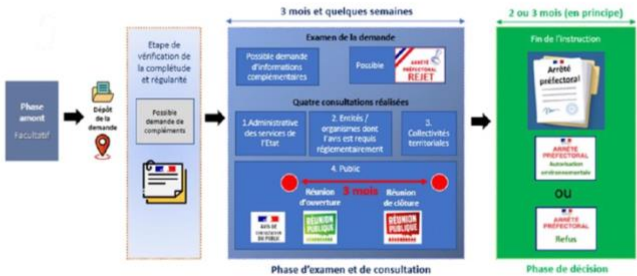 3 mois et quelques semaines
2 ou 3 mois (en principe)
Phase
amont
Facultatif
Dépôt
de la
demande
Etape de
vérification de
la complétude
et régularité
Possible
demande de
compléments
Examen de la demande
Possible demande
d'informations
complémentaires
Possible
ARRÊTÉ
PRÉFECTORAL
REJET
Quatre consultations réalisées
1.Administrative
des services de
l'Etat
2. Entités /
organismes dont
l'avis est requis
réglementairement
3.
Collectivités
territoriales
4. Public
3 mois
Réunion
d'ouverture
Réunion
de clôture
AVIS DE
CONSULTATION
DU PUBLIC
RÉUNION
PUBLIQUE
RÉUNION
PUBLIQUE
Phase d'examen et de consultation
Fin de l'instruction
Arrêté
préfectoral
ARRÊTÉ
PRÉFECTORAL
Autorisation
environnementale
OU
ARRÊTÉ
PRÉFECTORAL
Refus
Phase de décision